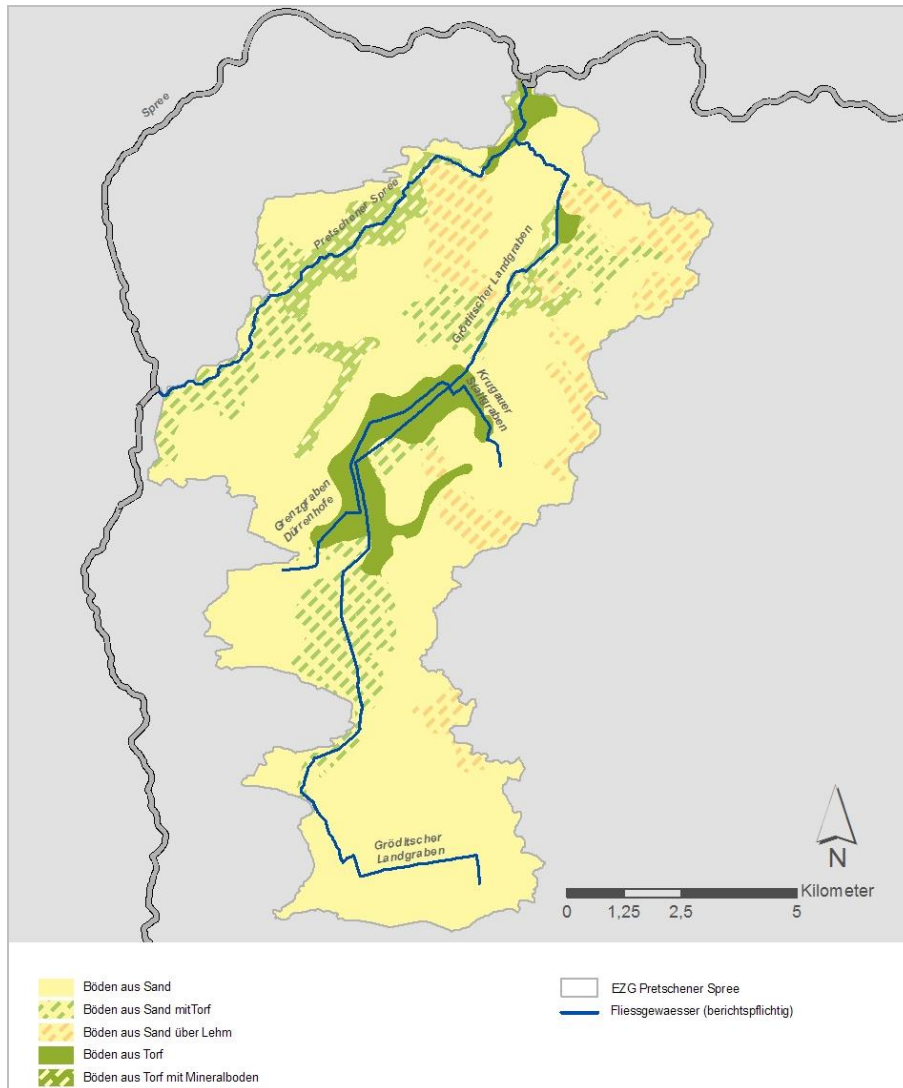 Spree
Pretschener Spree
Gröditscher Landgraben
Krugauer
Stallgraben
Grenzgraben
Dürrenhofe
Gröditscher
Landgraben
N
Kilometer
0 1,25 2,5 5
Böden aus Sand
Böden aus Sand mitTorf
Böden aus Sand über Lehm
Böden aus Torf
Böden aus Torf mit Mineralboden
EZG Pretschener Spree
Fliessgewaesser (berichtspflichtig)